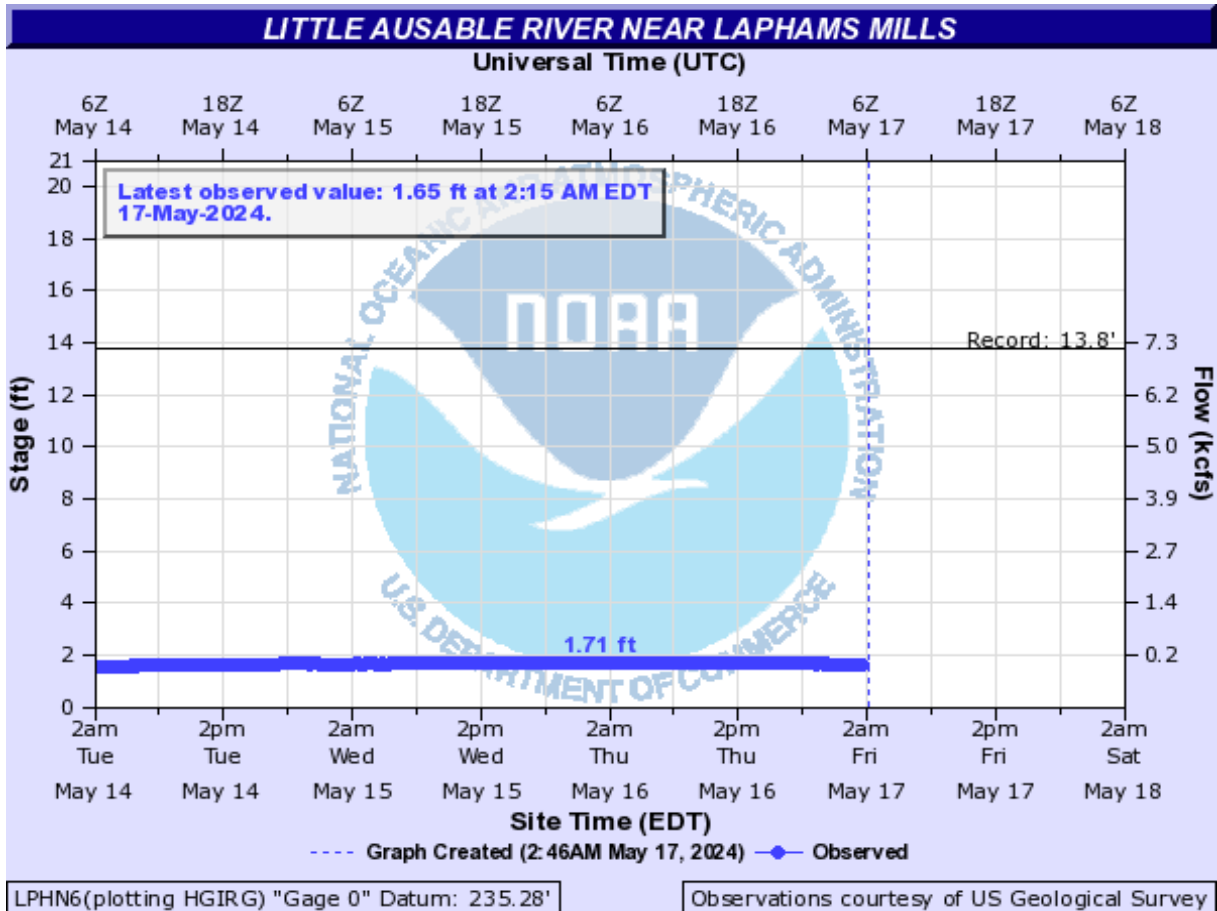 LITTLE AUSABLE RIVER NEAR LAPHAMS MILLS
Universal Time (UTC)
6Z 18Z 6Z 18Z 6Z 18Z 6Z 18Z 6Z
May 14 May 14 May 15 May 15 May 16 May 16 May 17 May 17 May 18
Latest observed value: 1.65 ft at 2:15 AM EDT
17-May-2024.
NATIONAL OCEANIC AND ATMOSPHERIC ADMINISTRATION
NOAA
U.S. DEPARTMENT OF COMMERCE
Stage (ft)
21
20
18
16
14
12
10
8
6
4
2
0
Record: 13.8'
1.71 ft
7.3
6.2
5.0
3.9
2.7
1.4
0.2
Flow (kcfs)
2am 2pm 2am 2pm 2am 2pm 2am 2pm 2am
Tue Tue Wed Wed Thu Thu Fri Fri Sat
May 14 May 14 May 15 May 15 May 16 May 16 May 17 May 17 May 18
Site Time (EDT)
Graph Created (2:46AM May 17, 2024) Observed
LPHN6(plotting HGIRG) "Gage 0" Datum: 235.28'
Observations courtesy of US Geological Survey